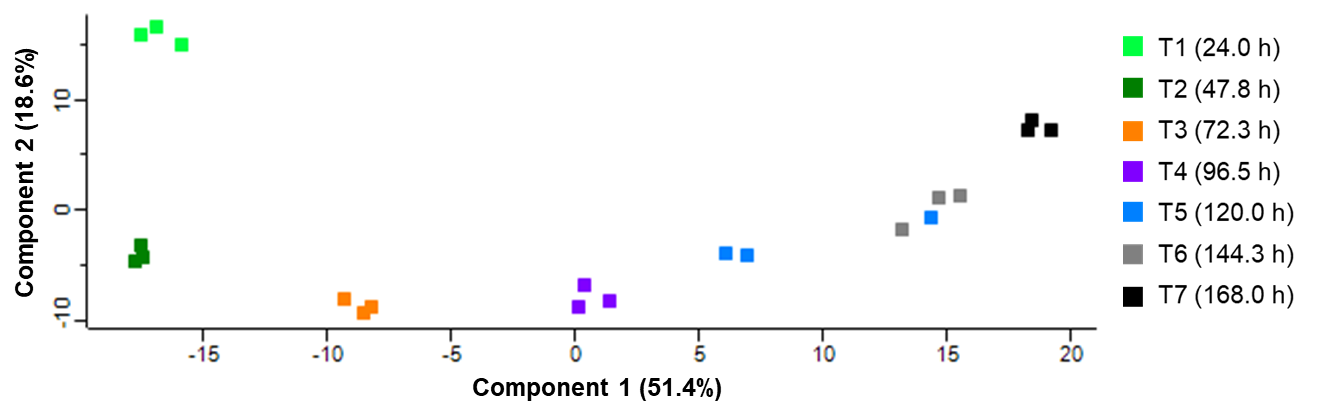 Component 2 (18.6%)
10
0
-10
-15
-10
-5
0
5
10
15
20
Component 1 (51.4%)
T1 (24.0 h)
T2 (47.8 h)
T3 (72.3 h)
T4 (96.5 h)
T5 (120.0 h)
T6 (144.3 h)
T7 (168.0 h)